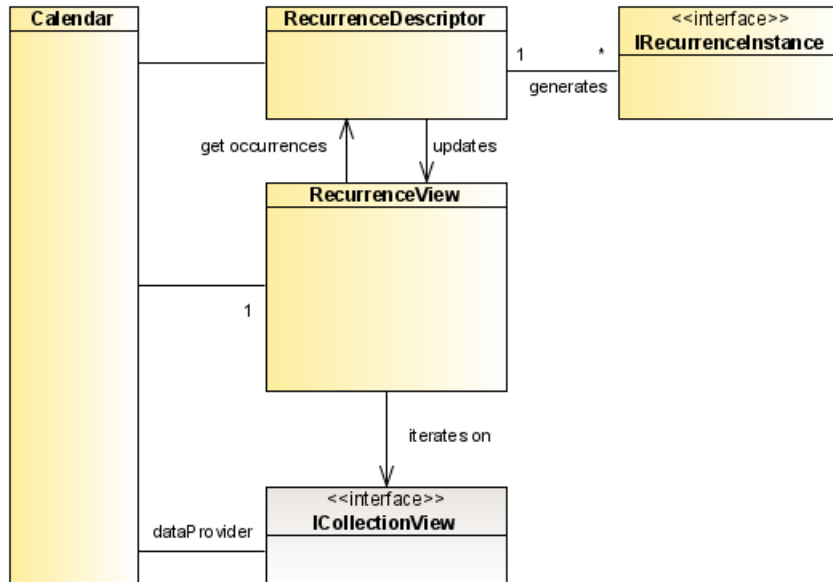 Calendar
RecurrenceDescriptor
<<interface>>
IRecurrenceInstance
1
*
generates
get occurrences
updates
RecurrenceView
1
iterates on
<<interface>>
ICollectionView
dataProvider